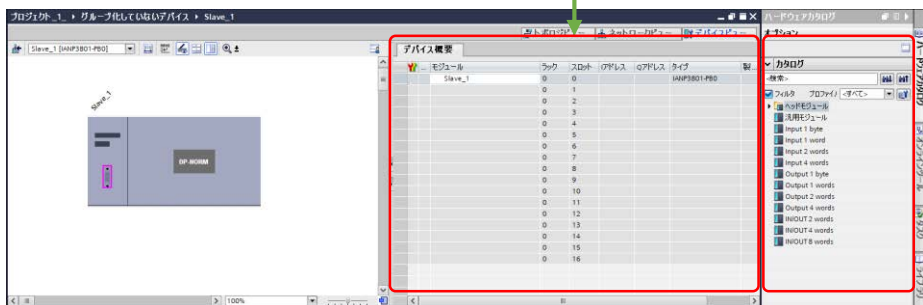 プロジェクト_1_ ▸ グループ化していないデバイス ▸ Slave_1
ハードウェアカタログ
トポロジビュー
ネットワークビュー
デバイスビュー
オプション
Slave_1 [IANP3B01-PB0]
デバイス概要
カタログ
モジュール ラック スロット Iアドレス Qアドレス タイプ 製...
Slave_1 0 0 IANP3B01-PB0
0 1
0 2
0 3
0 4
0 5
0 6
0 7
0 8
0 9
0 10
0 11
0 12
0 13
0 14
0 15
0 16
Slave_1
DP-NORM
<検索>
フィルタ プロファイル <すべて>
ヘッドモジュール
汎用モジュール
Input 1 byte
Input 1 word
Input 2 words
Input 4 words
Output 1 byte
Output 1 words
Output 2 words
Output 4 words
IN/OUT 2 words
IN/OUT 4 words
IN/OUT 8 words
100%